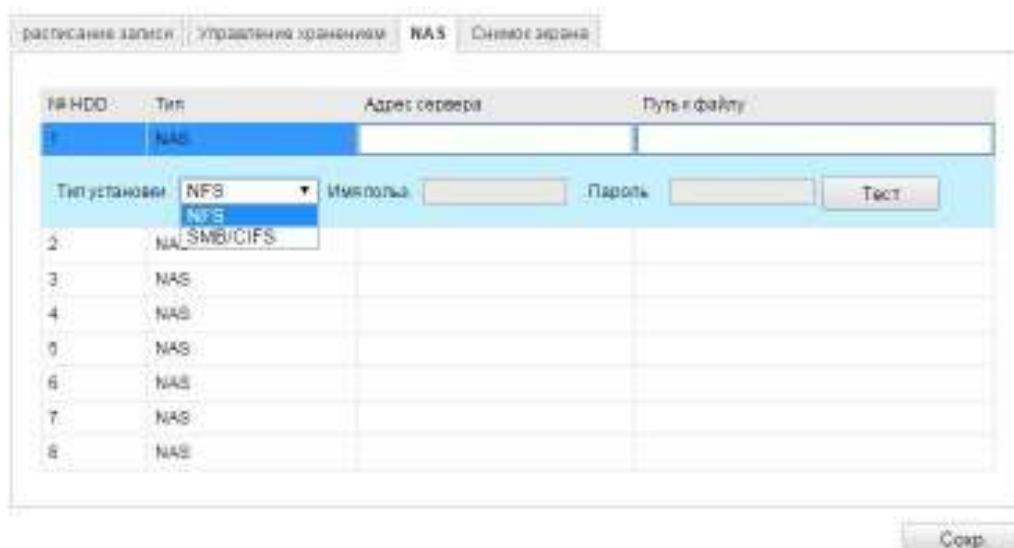 расписание записи Управление хранением NAS Снимок экрана
№ HDD Тип Адрес сервера Путь к файлу
1 NAS
Тип установки NFS Имя польз. Пароль Тест
NFS
SMB/CIFS
2 NAS
3 NAS
4 NAS
5 NAS
6 NAS
7 NAS
8 NAS
Сохр.